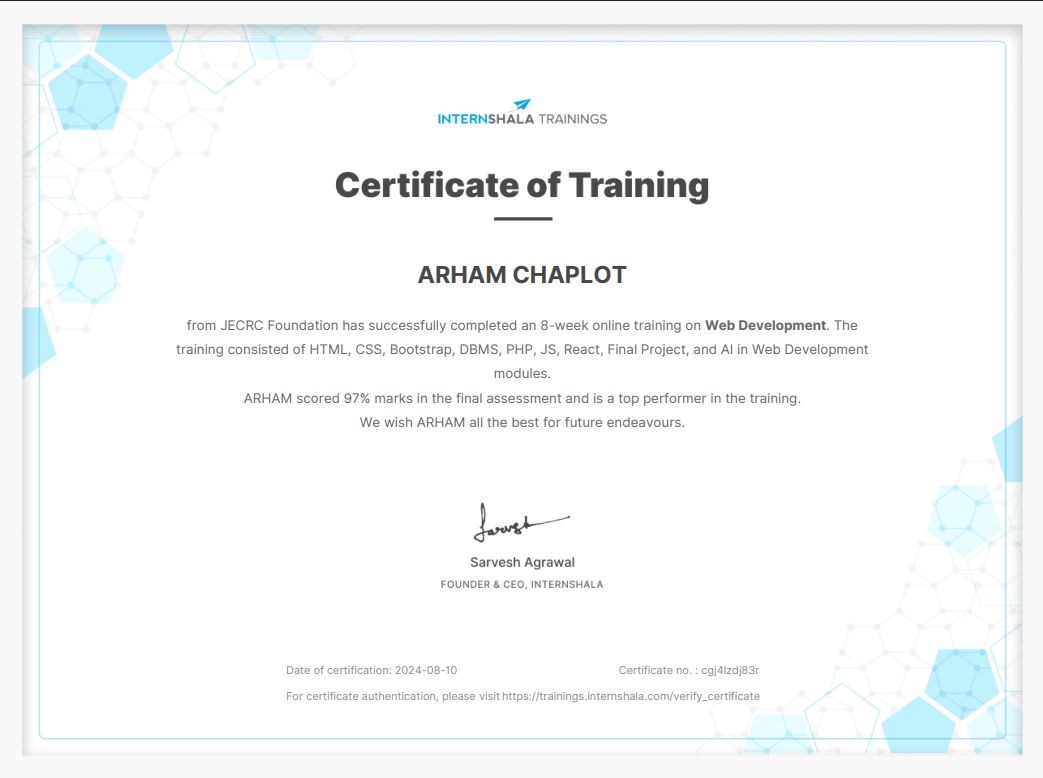 INTERNSHALA TRAININGS
Certificate of Training
ARHAM CHAPLOT
from JECRC Foundation has successfully completed an 8-week online training on Web Development. The
training consisted of HTML, CSS, Bootstrap, DBMS, PHP, JS, React, Final Project, and AI in Web Development
modules.
ARHAM scored 97% marks in the final assessment and is a top performer in the training.
We wish ARHAM all the best for future endeavours.
Sarvesh
Sarvesh Agrawal
FOUNDER & CEO, INTERNSHALA
Date of certification: 2024-08-10 Certificate no. : cgj4lzdj83r
For certificate authentication, please visit https://trainings.internshala.com/verify_certificate